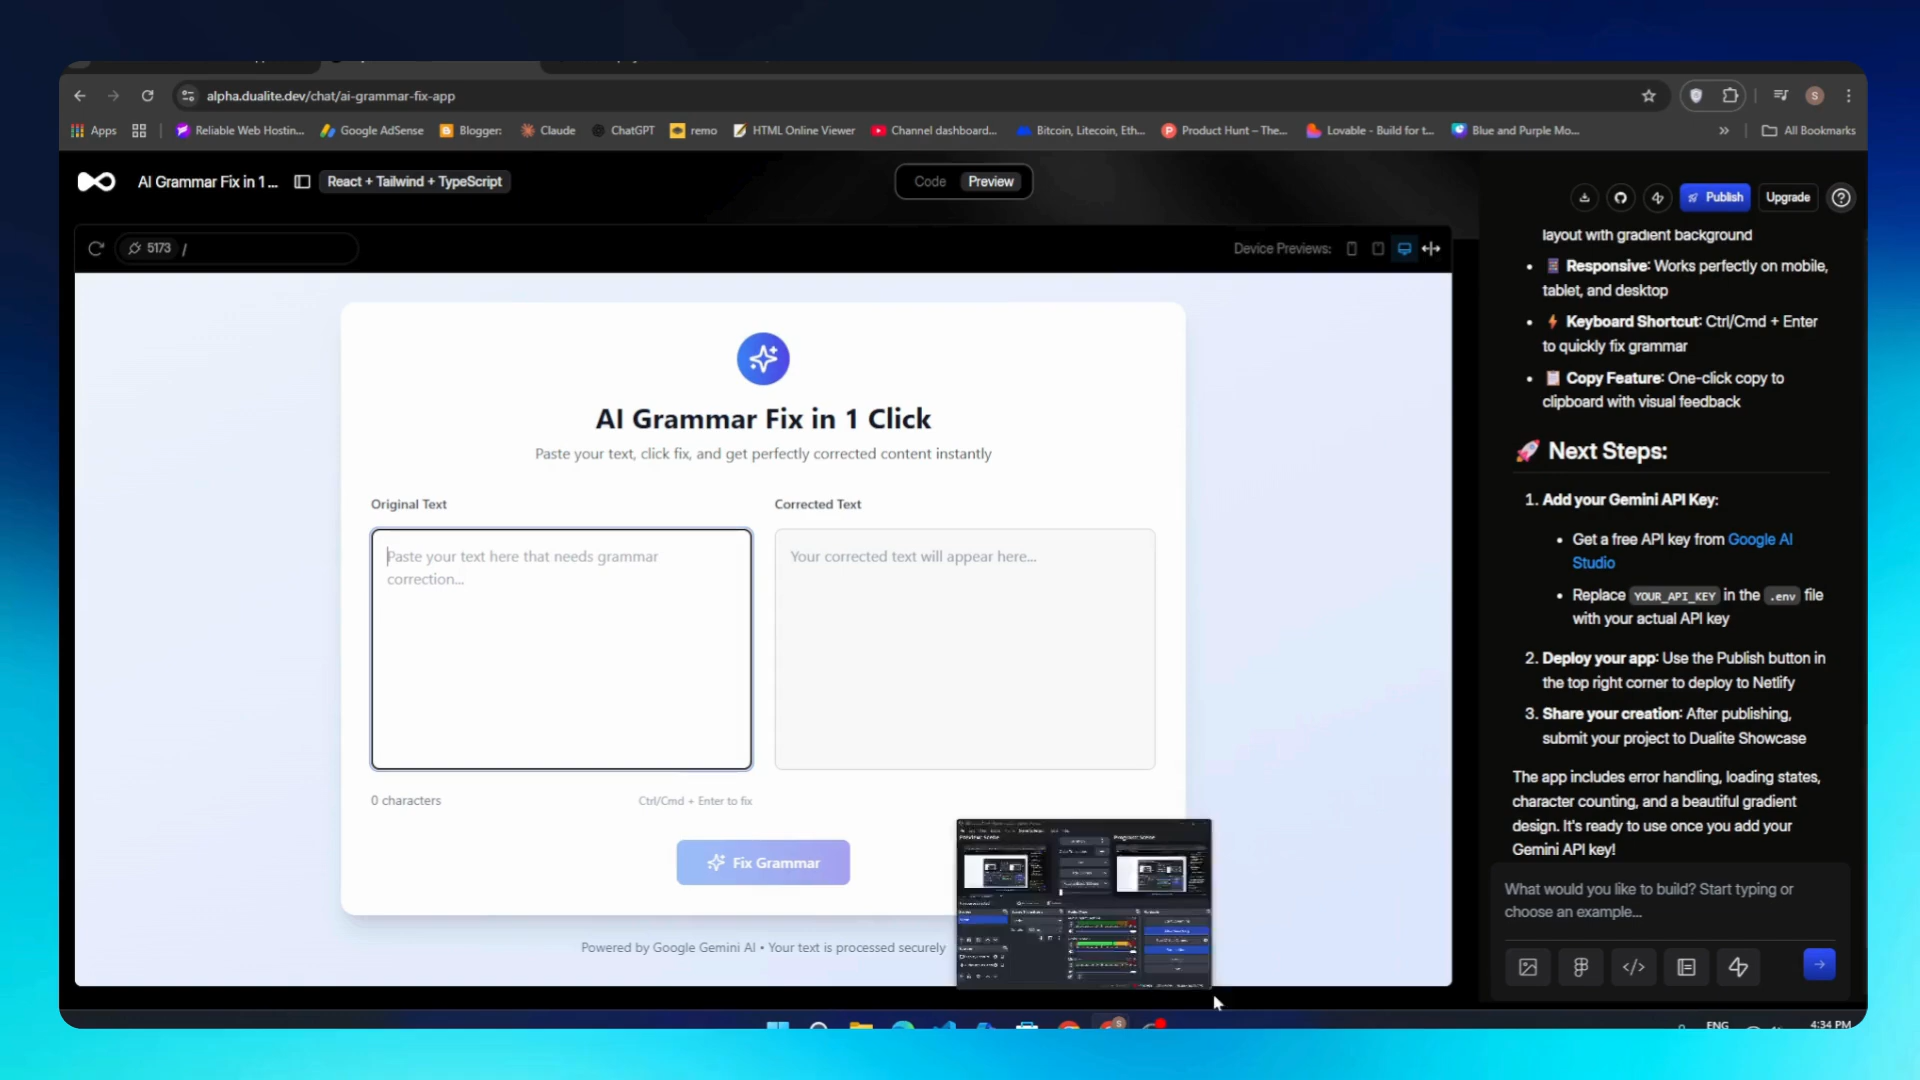 alpha.dualite.dev/chat/ai-grammar-fix-app
S
Apps
Reliable Web Hostin...
Google AdSense
Blogger:
Claude
ChatGPT
remo
HTML Online Viewer
Channel dashboard...
Bitcoin, Litecoin, Eth...
Product Hunt – The...
Lovable - Build for t...
Blue and Purple Mo...
All Bookmarks
AI Grammar Fix in 1 ...
React + Tailwind + TypeScript
Code
Preview
Publish
Upgrade
5173 /
Device Previews:
AI Grammar Fix in 1 Click
Paste your text, click fix, and get perfectly corrected content instantly
Original Text
Corrected Text
Paste your text here that needs grammar
correction...
Your corrected text will appear here...
0 characters
Ctrl/Cmd + Enter to fix
Fix Grammar
Powered by Google Gemini AI • Your text is processed securely
layout with gradient background
• Responsive: Works perfectly on mobile,
tablet, and desktop
• Keyboard Shortcut: Ctrl/Cmd + Enter
to quickly fix grammar
• Copy Feature: One-click copy to
clipboard with visual feedback
Next Steps:
1. Add your Gemini API Key:
• Get a free API key from Google AI
Studio
• Replace YOUR_API_KEY in the .env file
with your actual API key
2. Deploy your app: Use the Publish button in
the top right corner to deploy to Netlify
3. Share your creation: After publishing,
submit your project to Dualite Showcase
The app includes error handling, loading states,
character counting, and a beautiful gradient
design. It's ready to use once you add your
Gemini API key!
What would you like to build? Start typing or
choose an example...
ENG
4:34 PM